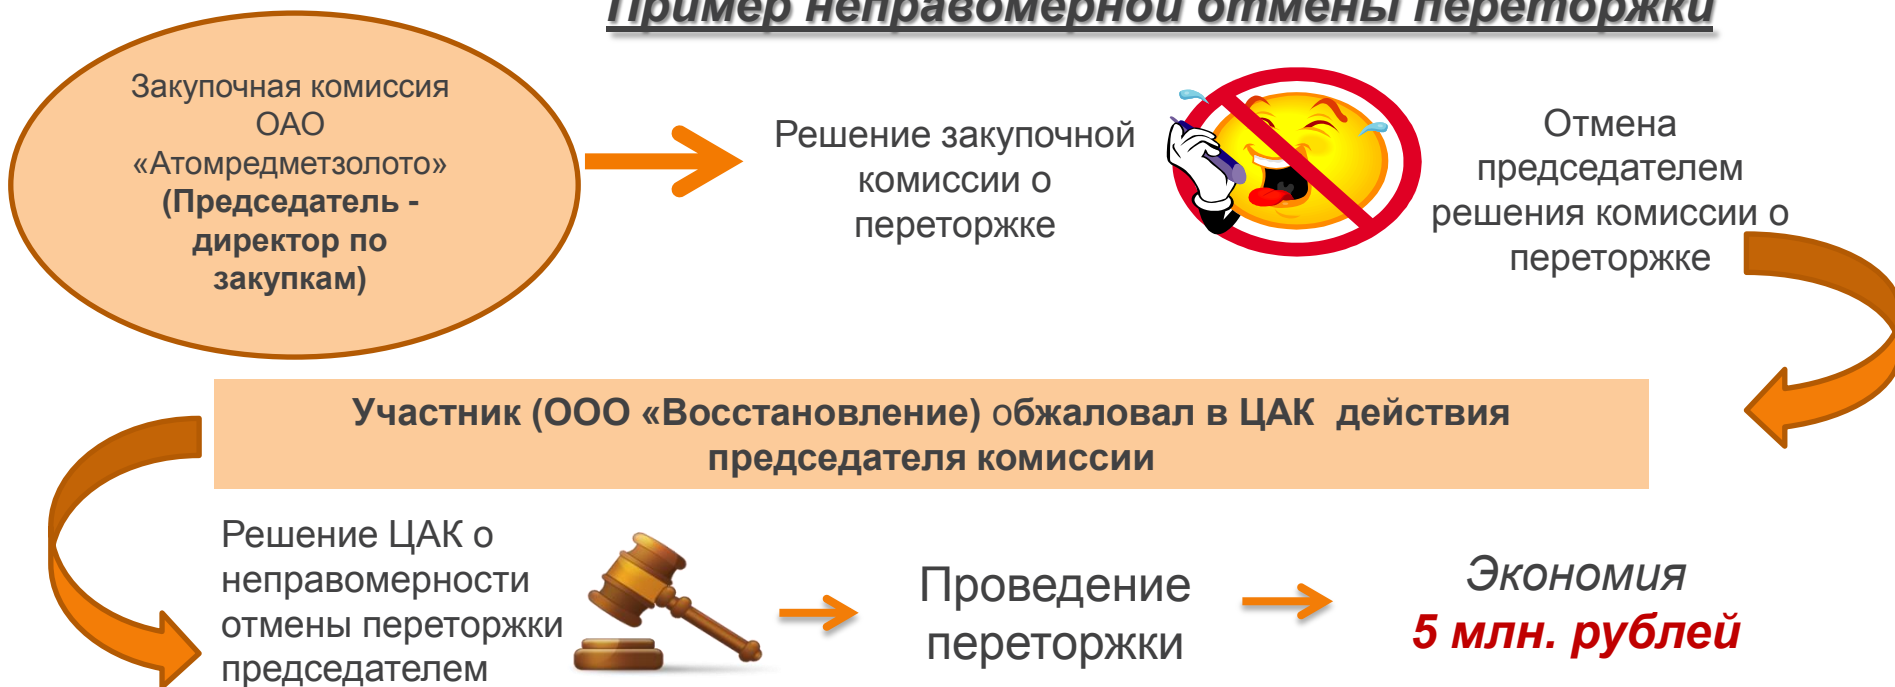 Пример неправомерной отмены переторжки
Закупочная комиссия
ОАО
«Атомредметзолото»
(Председатель -
директор по
закупкам)
Решение закупочной
комиссии о
переторжке
Отмена
председателем
решения комиссии о
переторжке
Участник (ООО «Восстановление) обжаловал в ЦАК действия
председателя комиссии
Решение ЦАК о
неправомерности
отмены переторжки
председателем
Проведение
переторжки
Экономия
5 млн. рублей